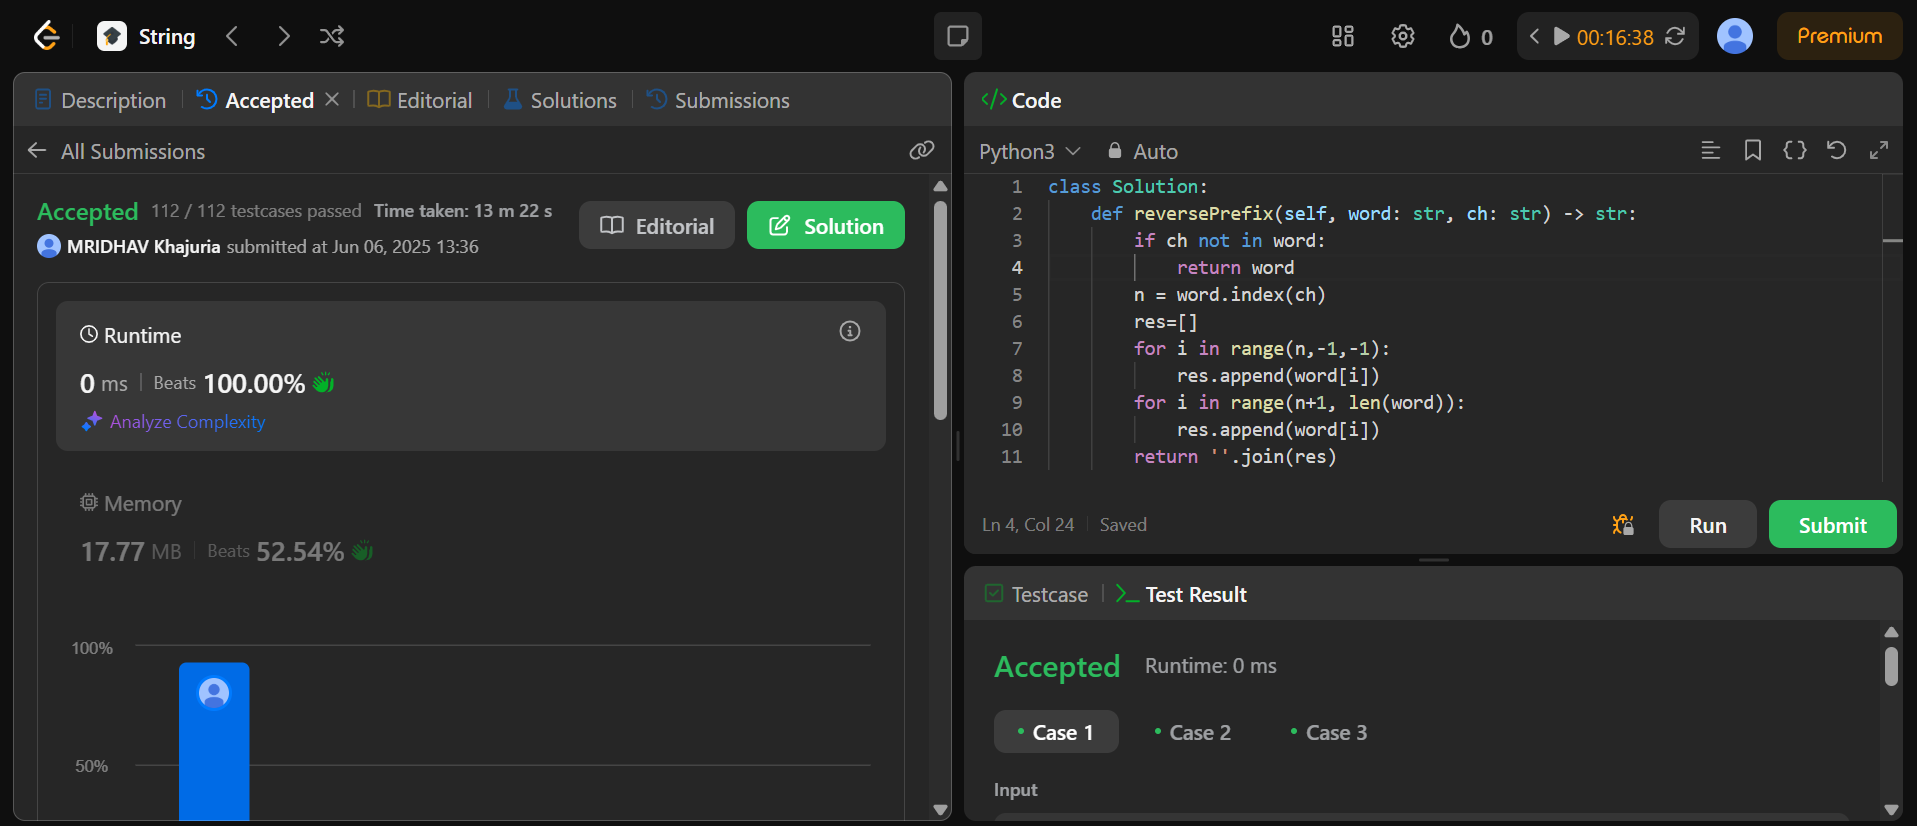 String
0
00:16:38
Premium
Description
Accepted
Editorial
Solutions
Submissions
All Submissions
Accepted 112 / 112 testcases passed Time taken: 13 m 22 s
MRIDHAV Khajuria submitted at Jun 06, 2025 13:36
Editorial
Solution
Runtime
0 ms Beats 100.00%
Analyze Complexity
Memory
17.77 MB Beats 52.54%
100%
50%
</> Code
Python3
Auto
1 class Solution:
2 def reversePrefix(self, word: str, ch: str) -> str:
3 if ch not in word:
4 return word
5 n = word.index(ch)
6 res=[]
7 for i in range(n,-1,-1):
8 res.append(word[i])
9 for i in range(n+1, len(word)):
10 res.append(word[i])
11 return ''.join(res)
Ln 4, Col 24 Saved
Run
Submit
Testcase
Test Result
Accepted Runtime: 0 ms
Case 1
Case 2
Case 3
Input